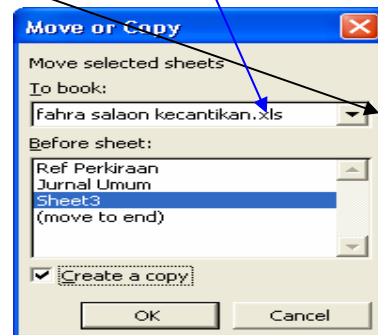 Move or Copy
Move selected sheets
To book:
fahra salaon kecantikan.xls
Before sheet:
Ref Perkiraan
Jurnal Umum
Sheet3
(move to end)
Create a copy
OK
Cancel